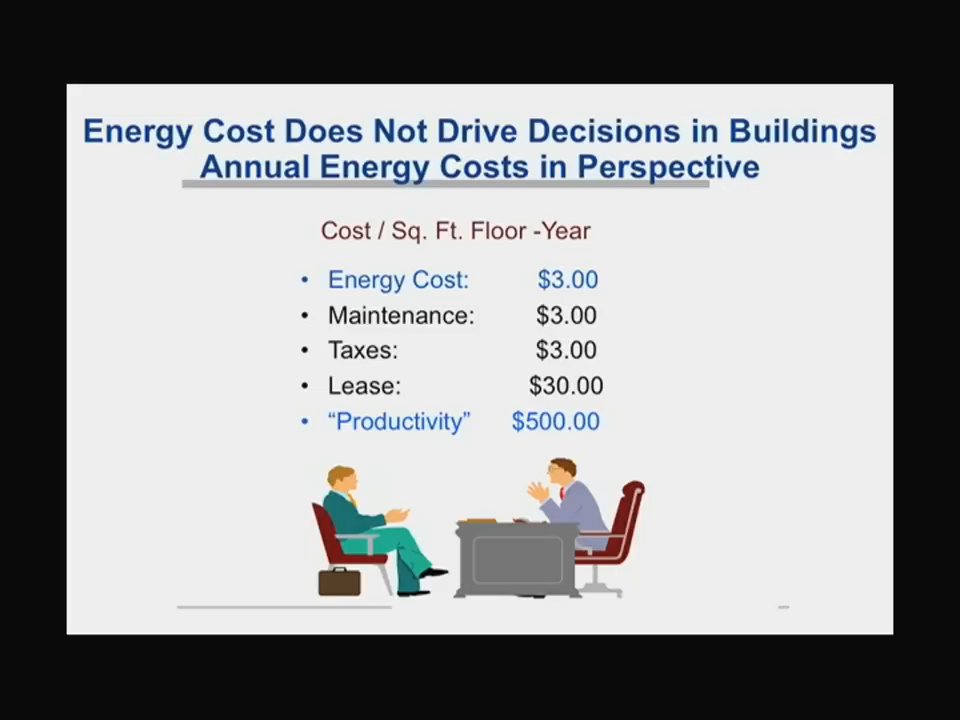 Energy Cost Does Not Drive Decisions in Buildings
Annual Energy Costs in Perspective
Cost / Sq. Ft. Floor -Year
• Energy Cost: $3.00
• Maintenance: $3.00
• Taxes: $3.00
• Lease: $30.00
• “Productivity” $500.00